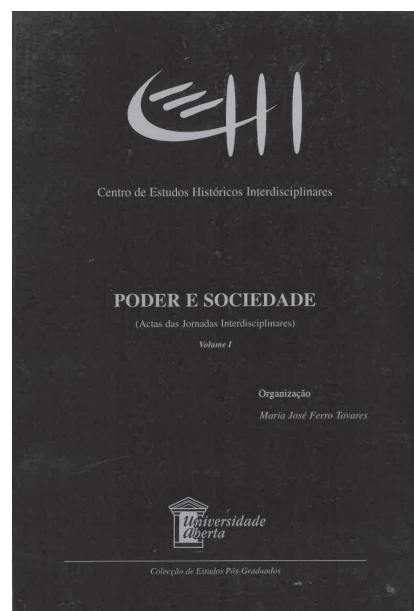 CEHI
Centro de Estudos Históricos Interdisciplinares
PODER E SOCIEDADE
(Actas das Jornadas Interdisciplinares)
Volume I
Organização
Maria José Ferro Tavares
Universidade
Aberta
Colecção de Estudos Pós-Graduados